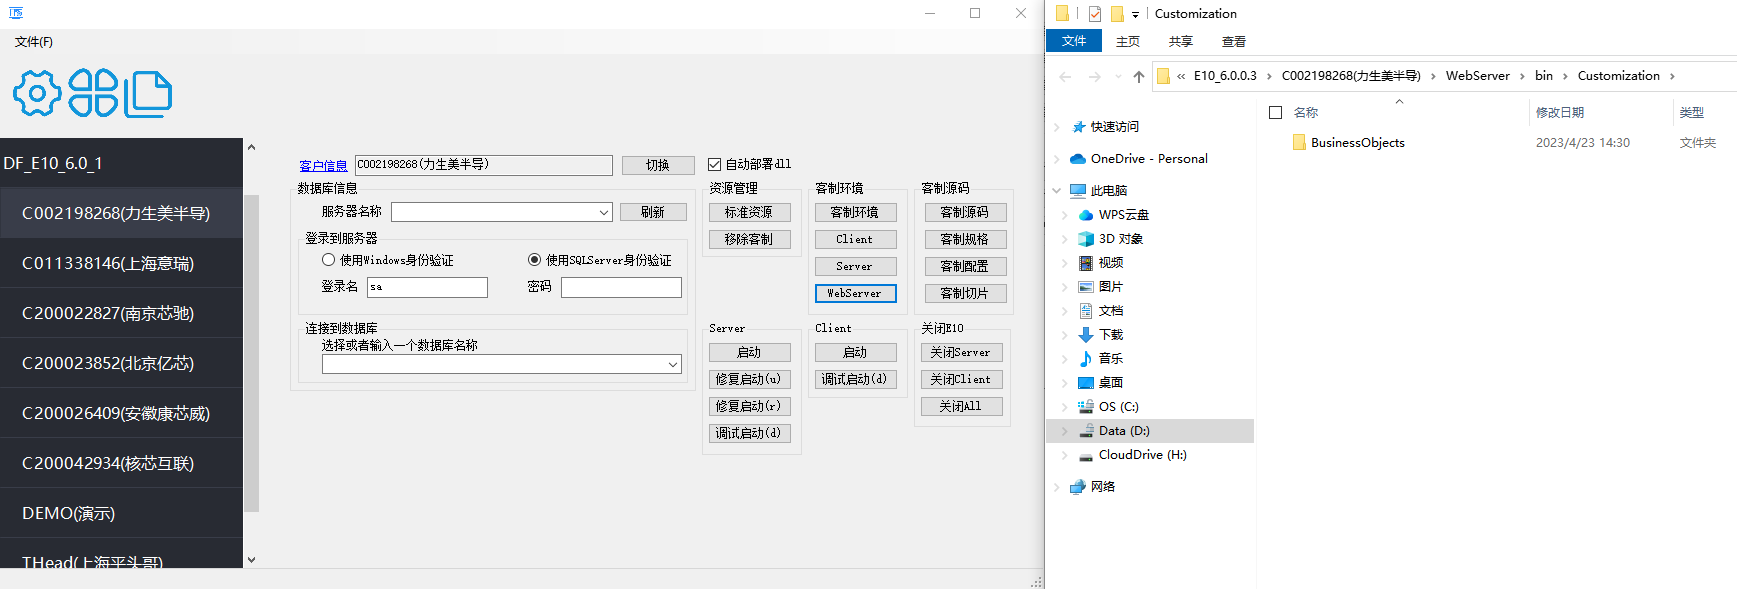 文件(F)
DF_E10_6.0_1
C002198268(力生美半导)
C011338146(上海意瑞)
C200022827(南京芯驰)
C200023852(北京亿芯)
C200026409(安徽康芯威)
C200042934(核芯互联)
DEMO(演示)
THead(上海平头哥)
客户信息 C002198268(力生美半导) 切换 自动部署dll
数据库信息
服务器名称 刷新
登录到服务器
使用Windows身份验证 使用SQLServer身份验证
登录名 sa 密码
连接到数据库
选择或者输入一个数据库名称
资源管理
标准资源
移除客制
客制环境
客制环境
Client
Server
WebServer
客制源码
客制源码
客制规格
客制配置
客制切片
Server
启动
修复启动(u)
修复启动(r)
调试启动(d)
Client
启动
调试启动(d)
关闭E10
关闭Server
关闭Client
关闭All
Customization
文件 主页 共享 查看
« E10_6.0.0.3 › C002198268(力生美半导) › WebServer › bin › Customization ›
快速访问
OneDrive - Personal
此电脑
WPS云盘
3D 对象
视频
图片
文档
下载
音乐
桌面
OS (C:)
Data (D:)
CloudDrive (H:)
网络
名称 修改日期 类型
BusinessObjects 2023/4/23 14:30 文件夹